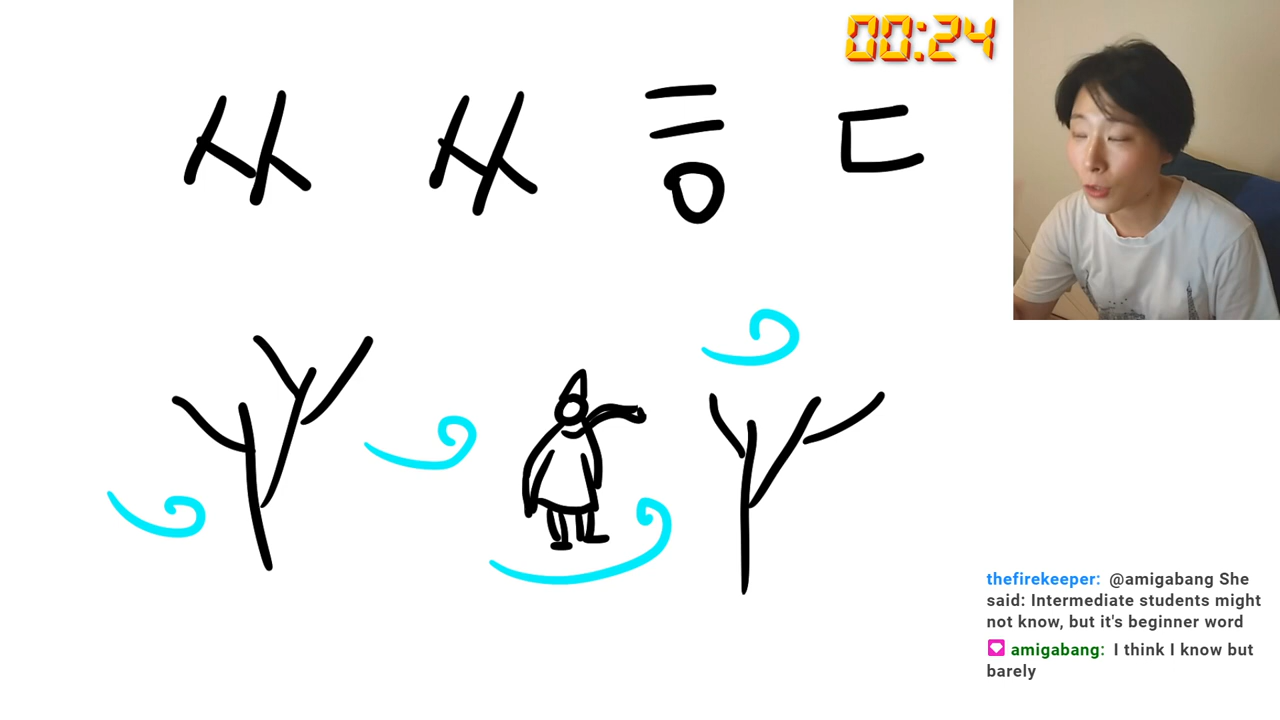 00:24
ㅆ ㅆ ㅎ ㄷ
thefirekeeper: @amigabang She
said: Intermediate students might
not know, but it's beginner word
amigabang: I think I know but
barely